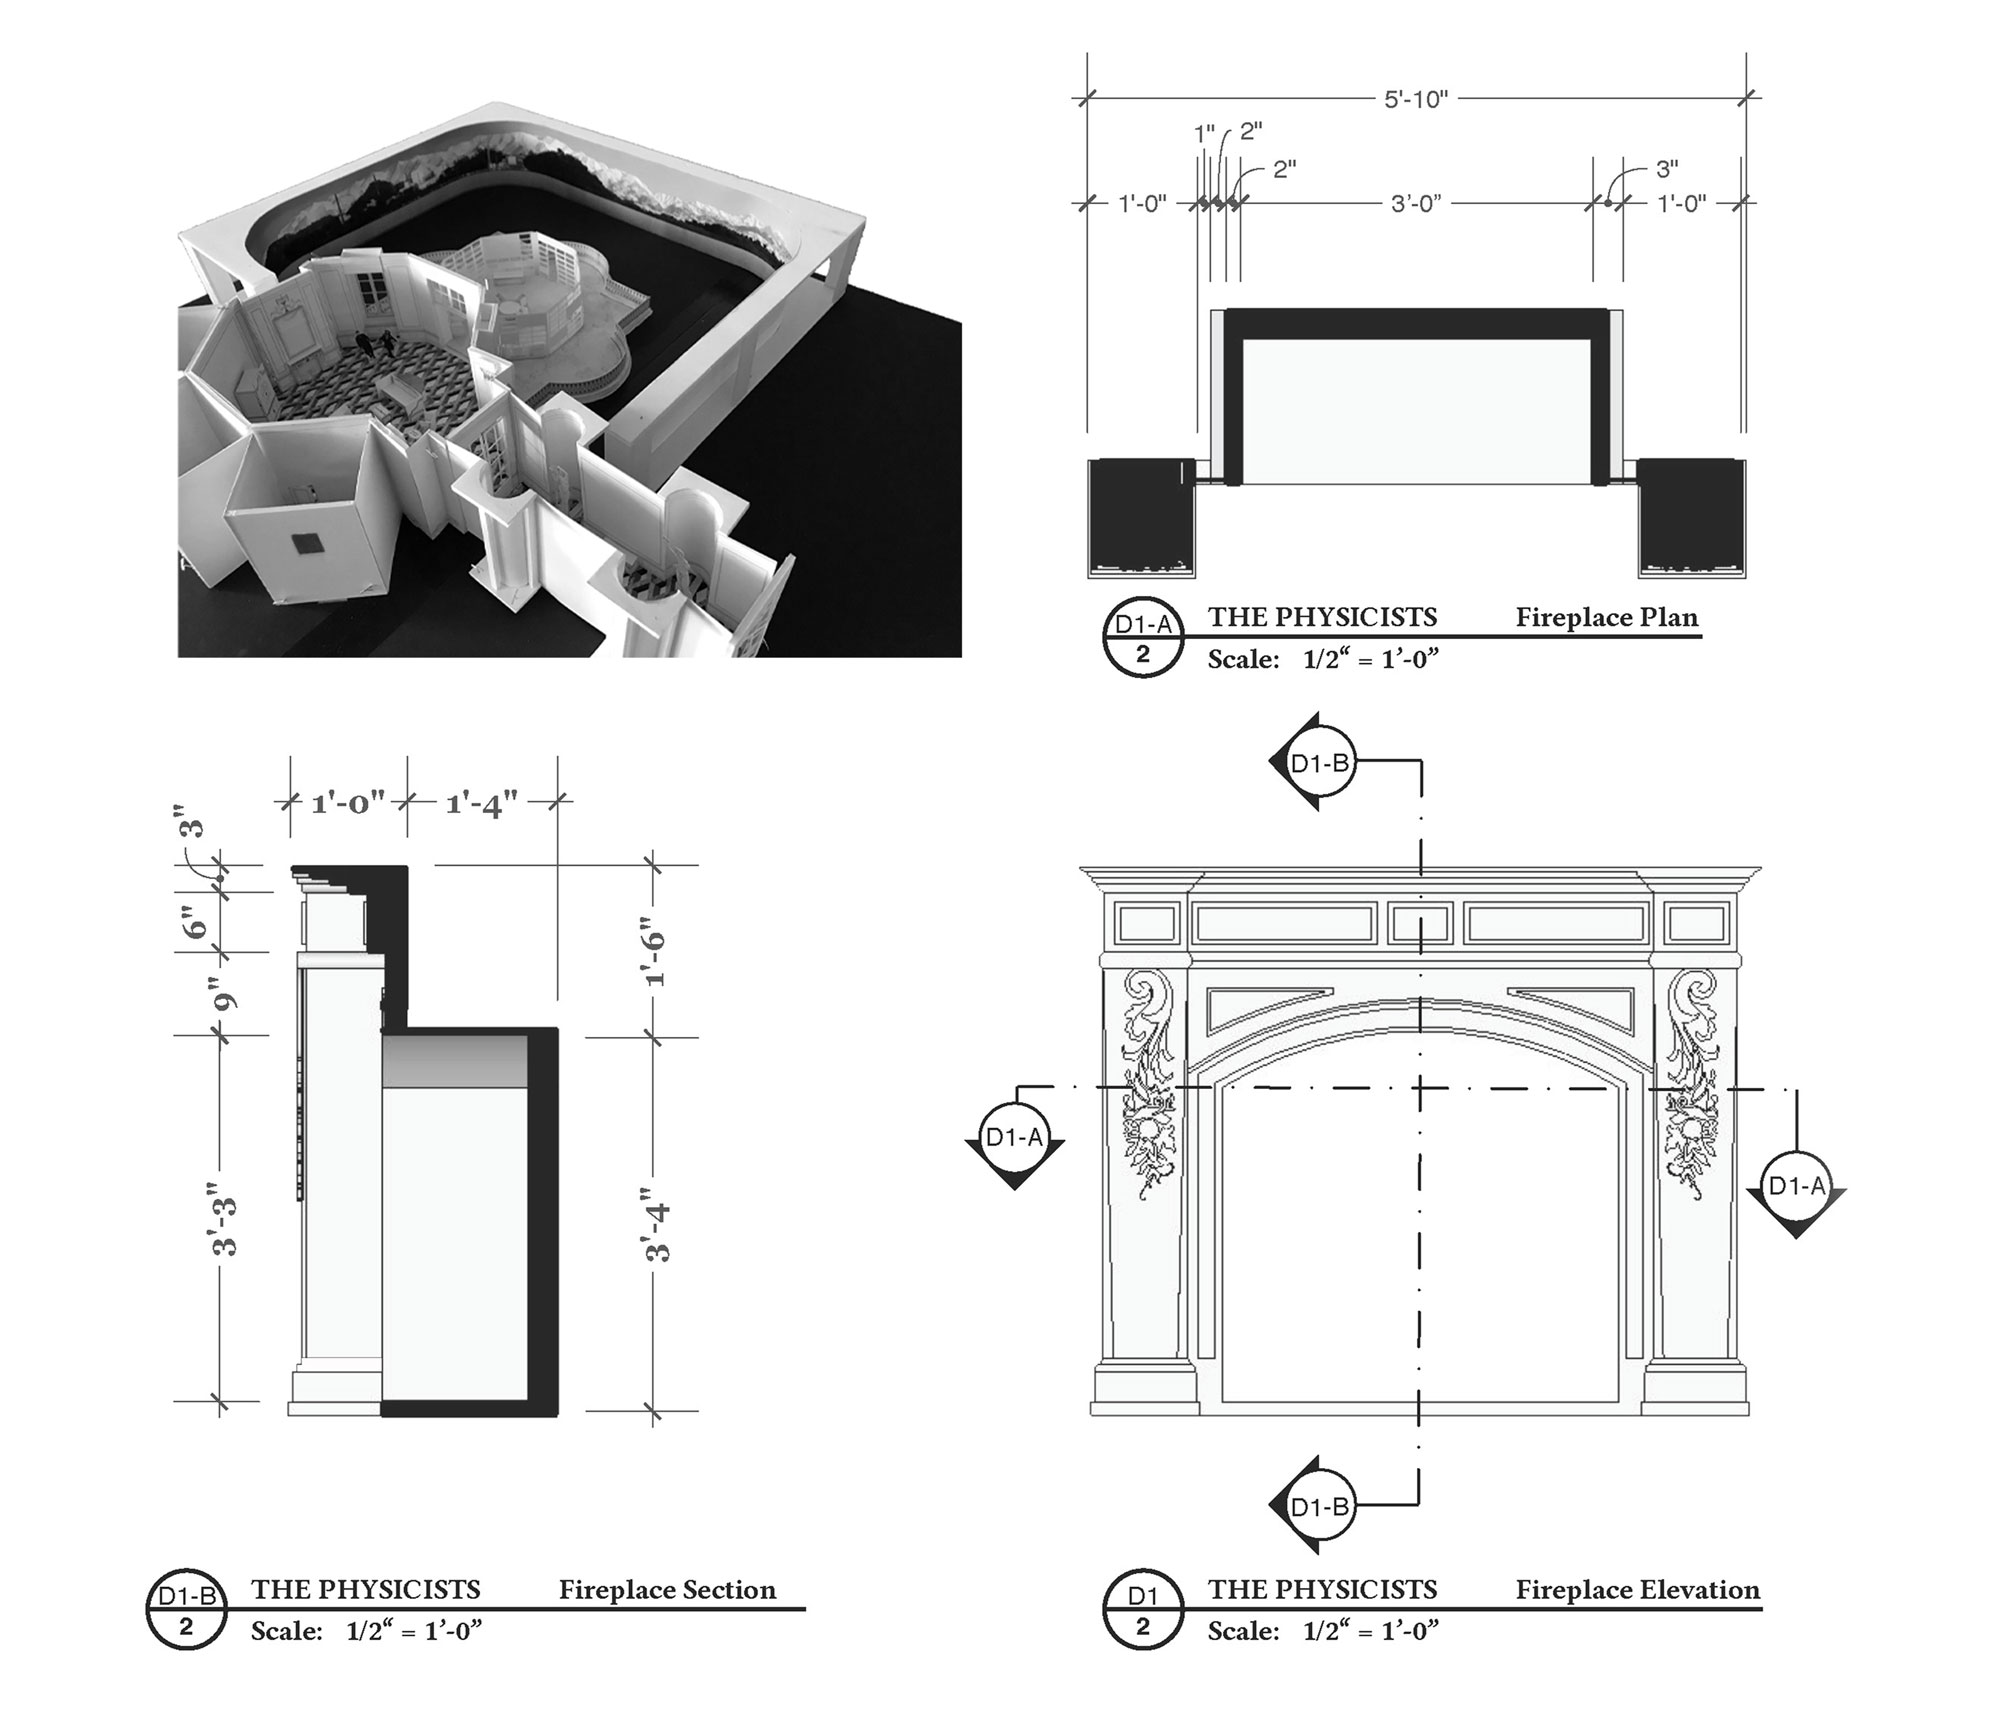 5'-10"
1" 2"
2" 3"
1'-0" 3’-0” 1'-0"
D1-A THE PHYSICISTS Fireplace Plan
2 Scale: 1/2“ = 1’-0”
D1-B
1'-0" 1'-4"
3"
6"
1'-6"
9"
D1-A
D1-A
3'-3"
3'-4"
D1-B
D1-B THE PHYSICISTS Fireplace Section
2 Scale: 1/2“ = 1’-0”
D1 THE PHYSICISTS Fireplace Elevation
2 Scale: 1/2“ = 1’-0”